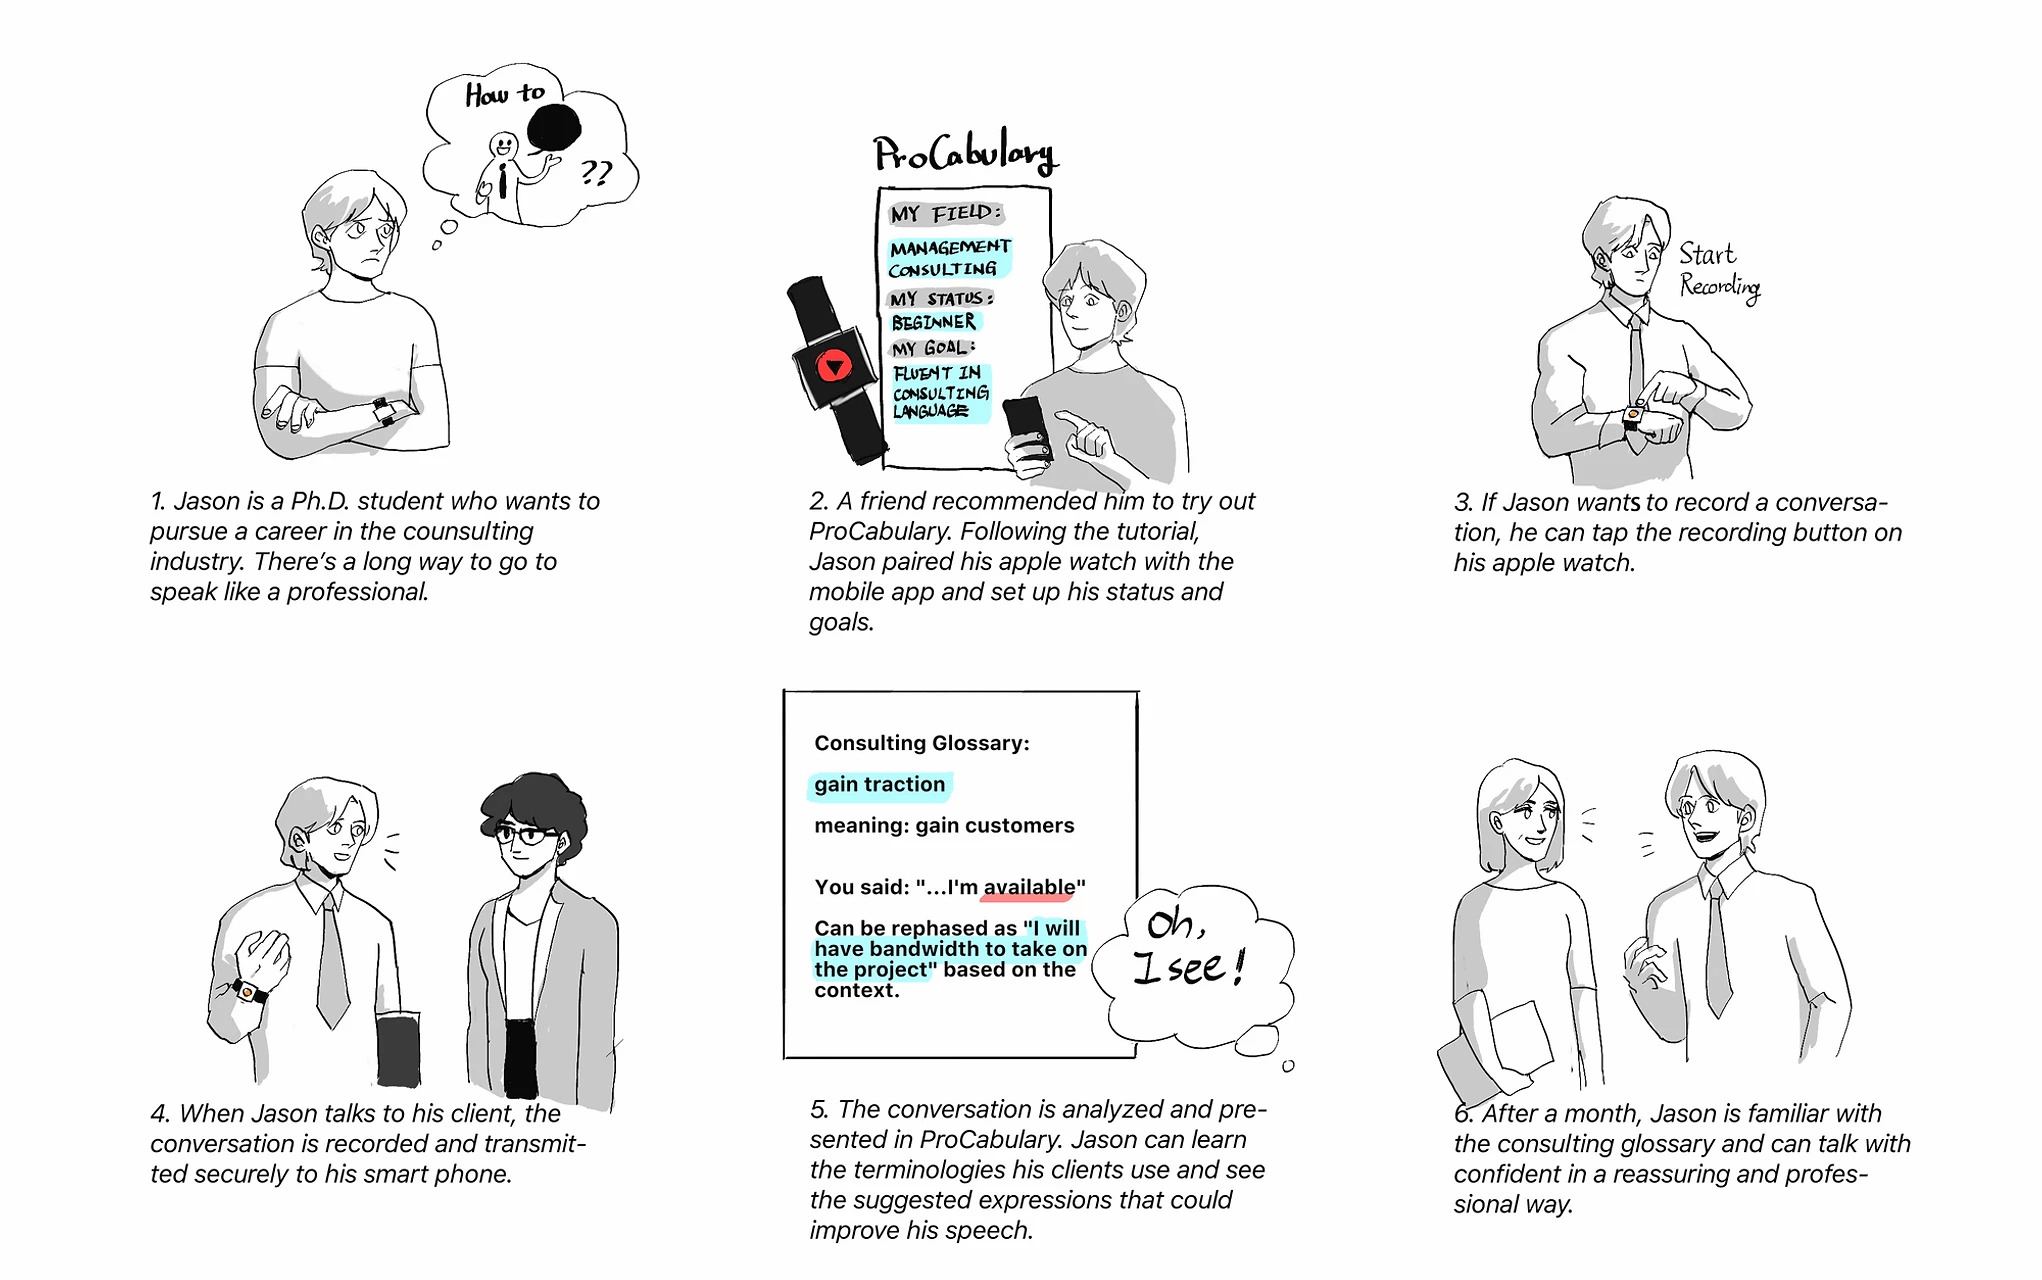 How to
??
1. Jason is a Ph.D. student who wants to
pursue a career in the counsulting
industry. There's a long way to go to
speak like a professional.
ProCabulary
MY FIELD:
MANAGEMENT
CONSULTING
MY STATUS:
BEGINNER
MY GOAL:
FLUENT IN
CONSULTING
LANGUAGE
2. A friend recommended him to try out
ProCabulary. Following the tutorial,
Jason paired his apple watch with the
mobile app and set up his status and
goals.
Start
Recording
3. If Jason wants to record a conversa-
tion, he can tap the recording button on
his apple watch.
4. When Jason talks to his client, the
conversation is recorded and transmit-
ted securely to his smart phone.
Consulting Glossary:
gain traction
meaning: gain customers
You said: "...I'm available"
Can be rephased as "I will
have bandwidth to take on
the project" based on the
context.
Oh,
I see!
5. The conversation is analyzed and pre-
sented in ProCabulary. Jason can learn
the terminologies his clients use and see
the suggested expressions that could
improve his speech.
6. After a month, Jason is familiar with
the consulting glossary and can talk with
confident in a reassuring and profes-
sional way.